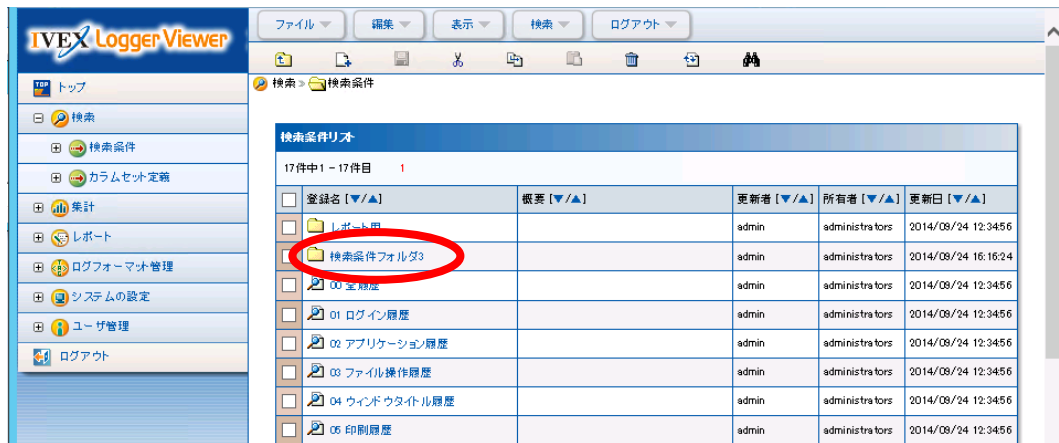 IVEX Logger Viewer
ファイル 編集 表示 検索 ログアウト
検索 > 検索条件
TOP トップ
検索
検索条件
カラムセット定義
集計
レポート
ログフォーマット管理
システムの設定
ユーザ管理
ログアウト
検索条件リスト
17件中1 - 17件目 1
登録名 [▼/▲] 概要 [▼/▲] 更新者 [▼/▲] 所有者 [▼/▲] 更新日 [▼/▲]
レポート用 admin administrators 2014/09/24 12:34:56
検索条件フォルダ3 admin administrators 2014/09/24 16:16:24
00 全履歴 admin administrators 2014/09/24 12:34:56
01 ログイン履歴 admin administrators 2014/09/24 12:34:56
02 アプリケーション履歴 admin administrators 2014/09/24 12:34:56
03 ファイル操作履歴 admin administrators 2014/09/24 12:34:56
04 ウィンドウタイトル履歴 admin administrators 2014/09/24 12:34:56
05 印刷履歴 admin administrators 2014/09/24 12:34:56